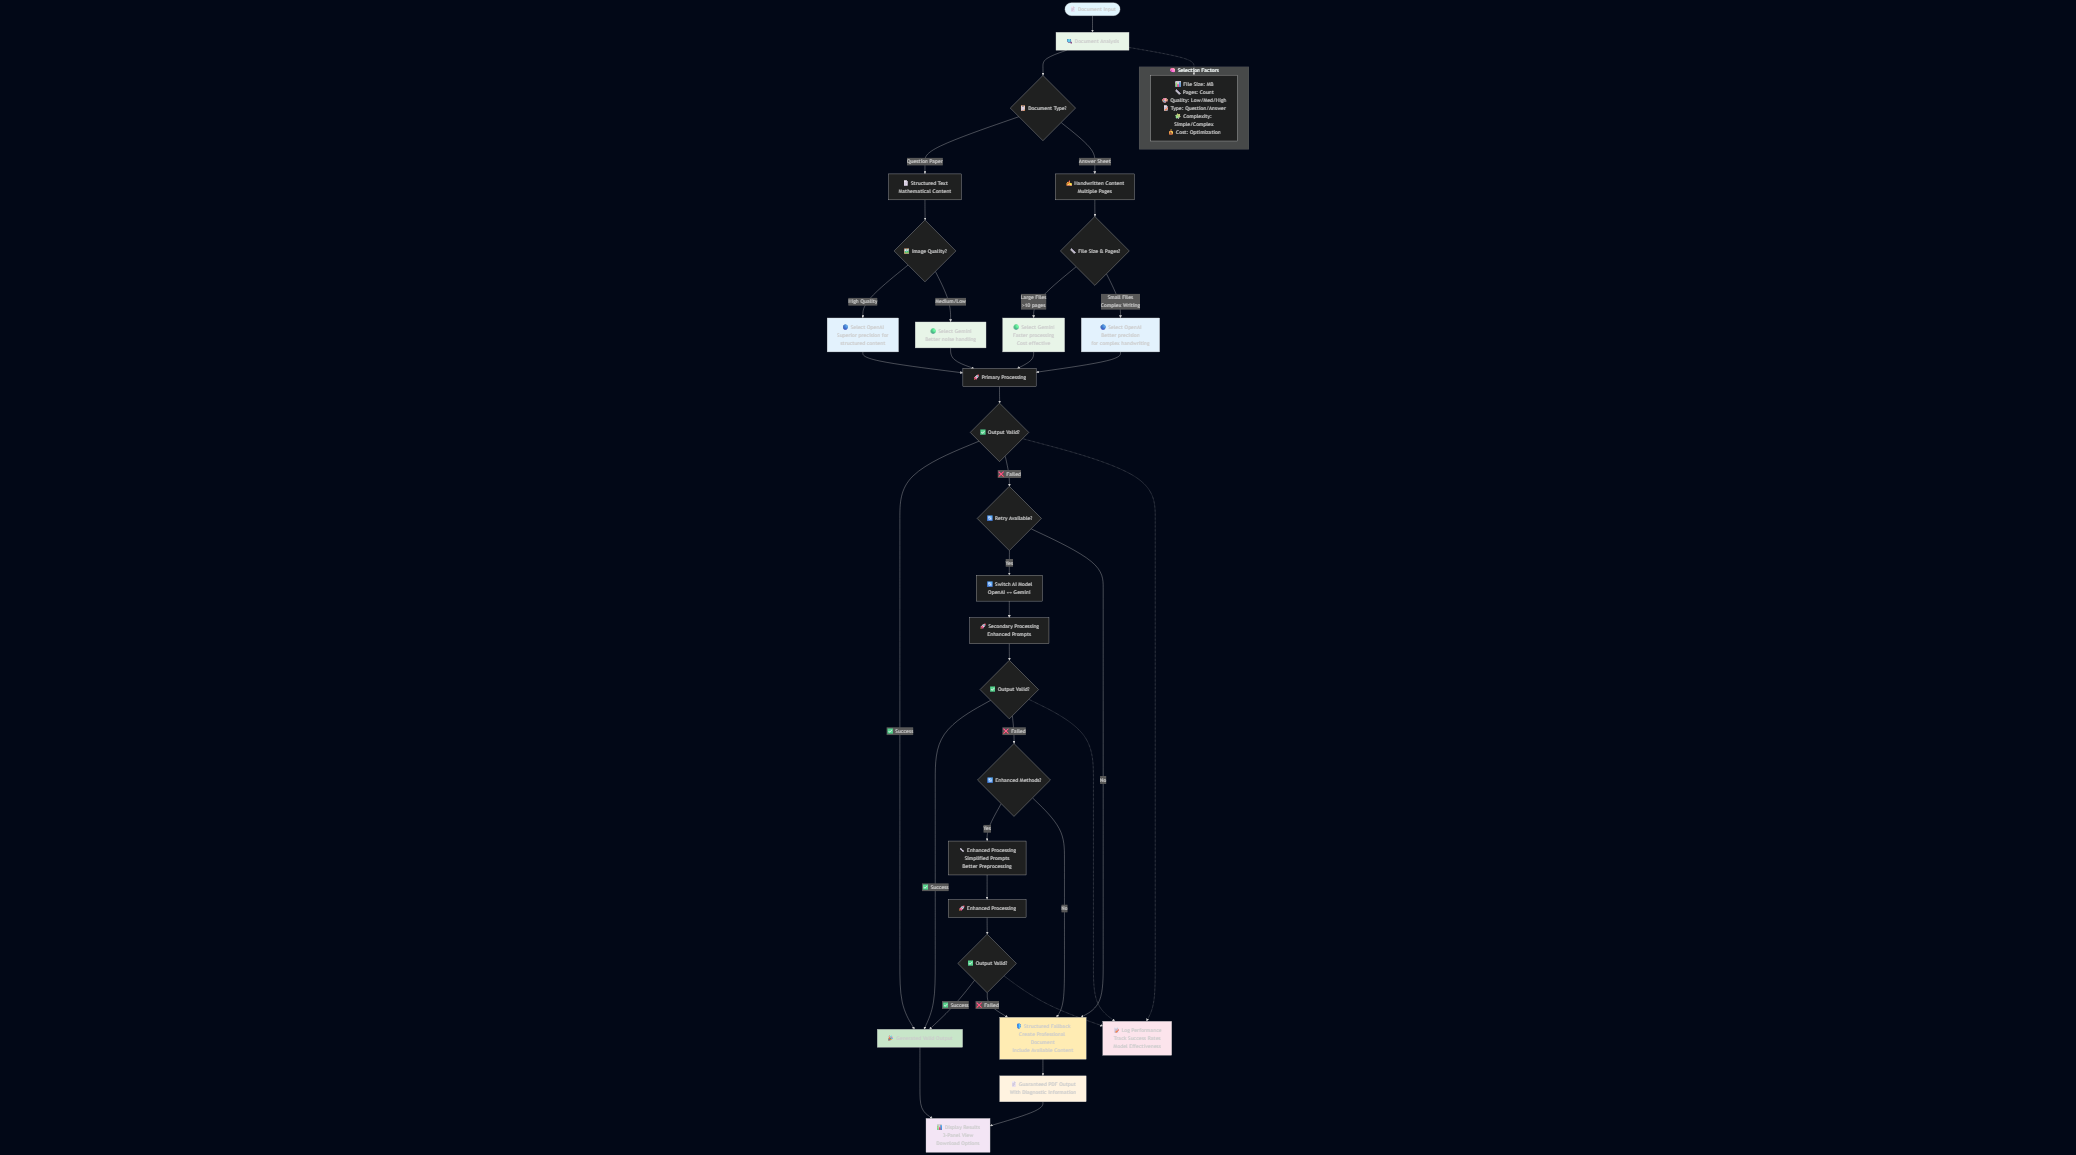 Document Input
Document Analysis
Selection Factors
File Size: MB
Pages: Count
Quality: Low/Med/High
Type: Question/Answer
Complexity:
Simple/Complex
Cost: Optimization
Document Type?
Question Paper
Answer Sheet
Structured Text
Mathematical Content
Handwritten Content
Multiple Pages
Image Quality?
File Size & Pages?
High Quality
Medium/Low
Large Files
>10 pages
Small Files
Complex Writing
Select OpenAI
Superior precision for
structured content
Select Gemini
Better noise handling
Select Gemini
Faster processing
Cost-effective
Select OpenAI
Better precision
for complex handwriting
Primary Processing
Output Valid?
Failed
Retry Available?
Yes
Switch AI Model
OpenAI ↔ Gemini
Secondary Processing
Enhanced Prompts
Output Valid?
Success
Failed
Enhanced Methods?
No
Yes
Enhanced Processing
Simplified Prompts
Better Preprocessing
Success
Enhanced Processing
No
Output Valid?
Success
Failed
Structured Fallback
Create Professional
Document
Include Available Content
Log Performance
Track Success Rates
Model Effectiveness
Guaranteed PDF Output
With Diagnostic Information
Display Results
3-Panel View
Download Options